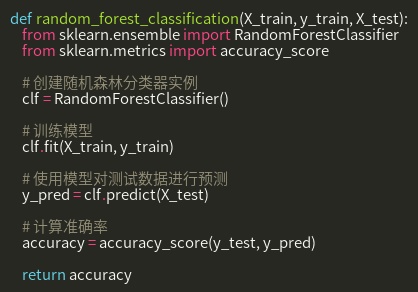 def random_forest_classification(X_train, y_train, X_test):
from sklearn.ensemble import RandomForestClassifier
from sklearn.metrics import accuracy_score
# 创建随机森林分类器实例
clf = RandomForestClassifier()
# 训练模型
clf.fit(X_train, y_train)
# 使用模型对测试数据进行预测
y_pred = clf.predict(X_test)
# 计算准确率
accuracy = accuracy_score(y_test, y_pred)
return accuracy